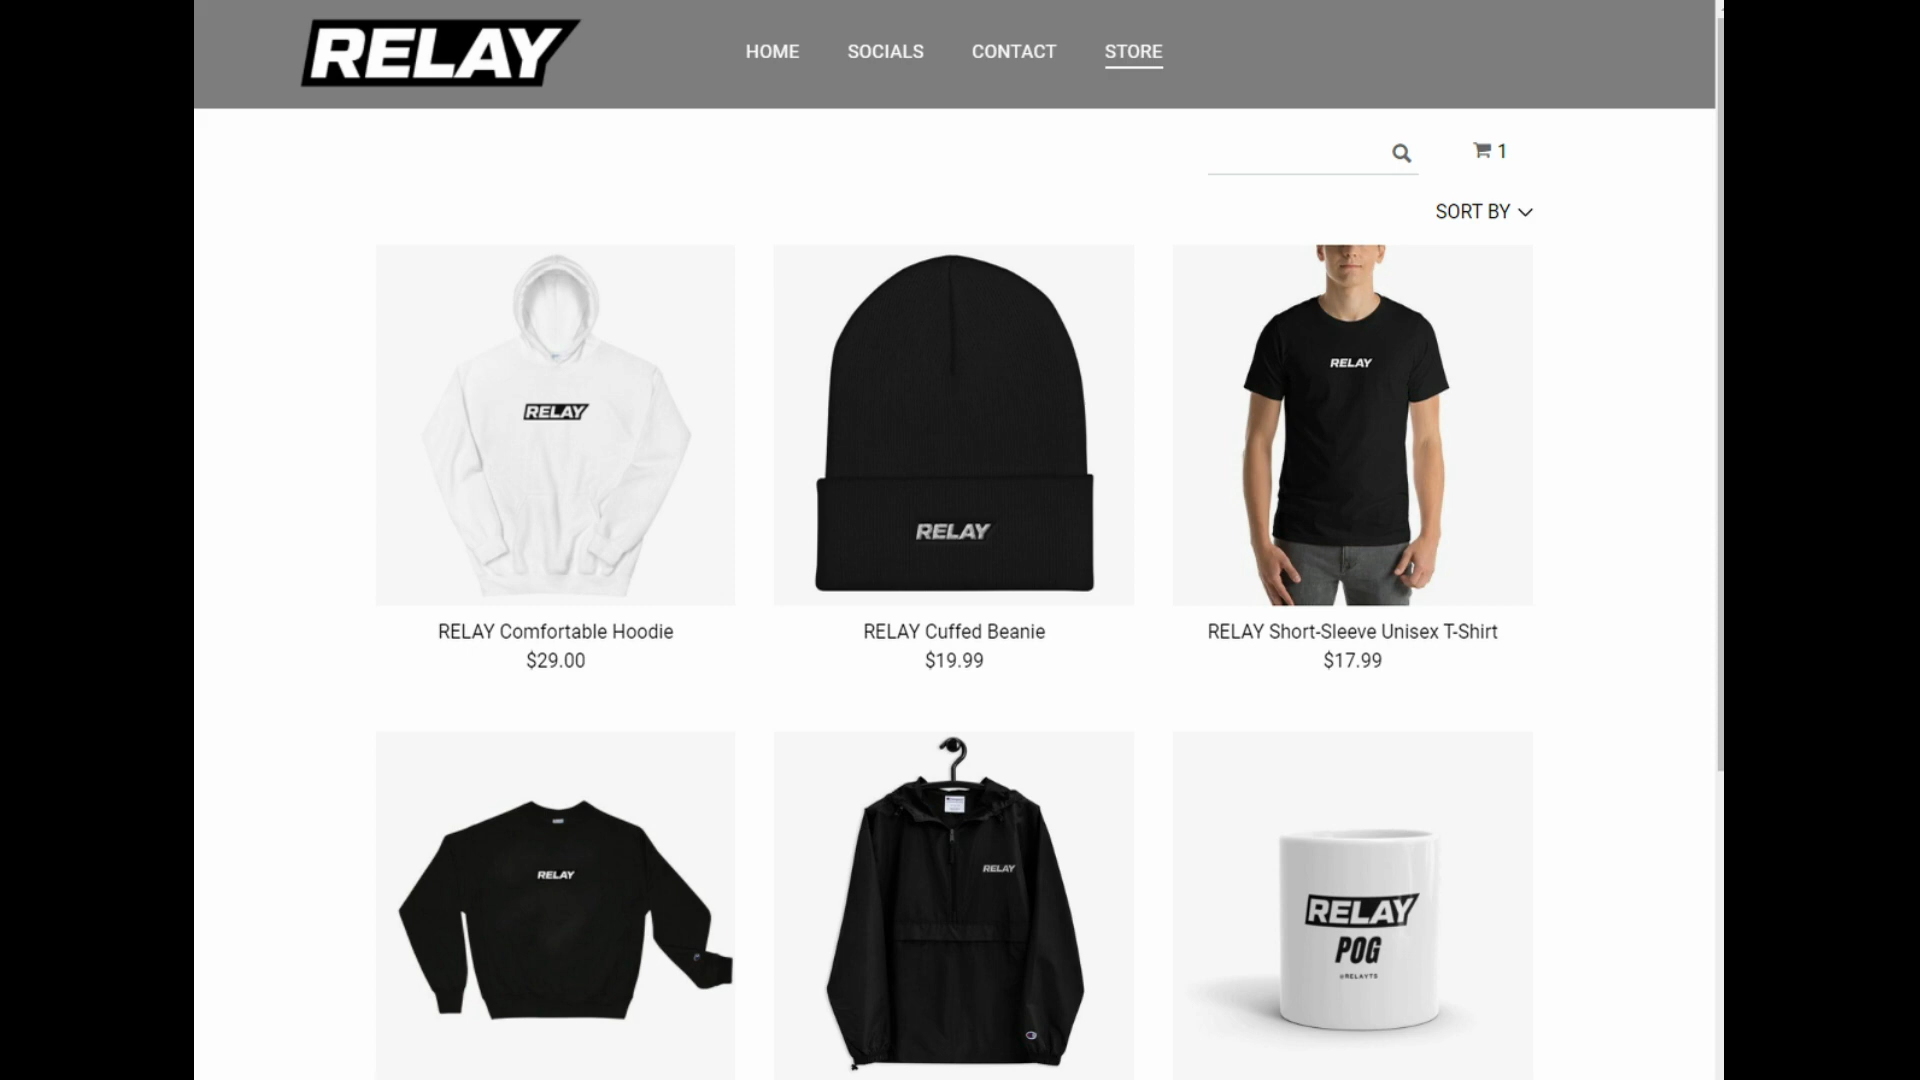 RELAY
HOME SOCIALS CONTACT STORE
1
SORT BY
RELAY
RELAY
RELAY
RELAY Comfortable Hoodie
$29.00
RELAY Cuffed Beanie
$19.99
RELAY Short-Sleeve Unisex T-Shirt
$17.99
RELAY
RELAY
RELAY
POG
@RELAYTS